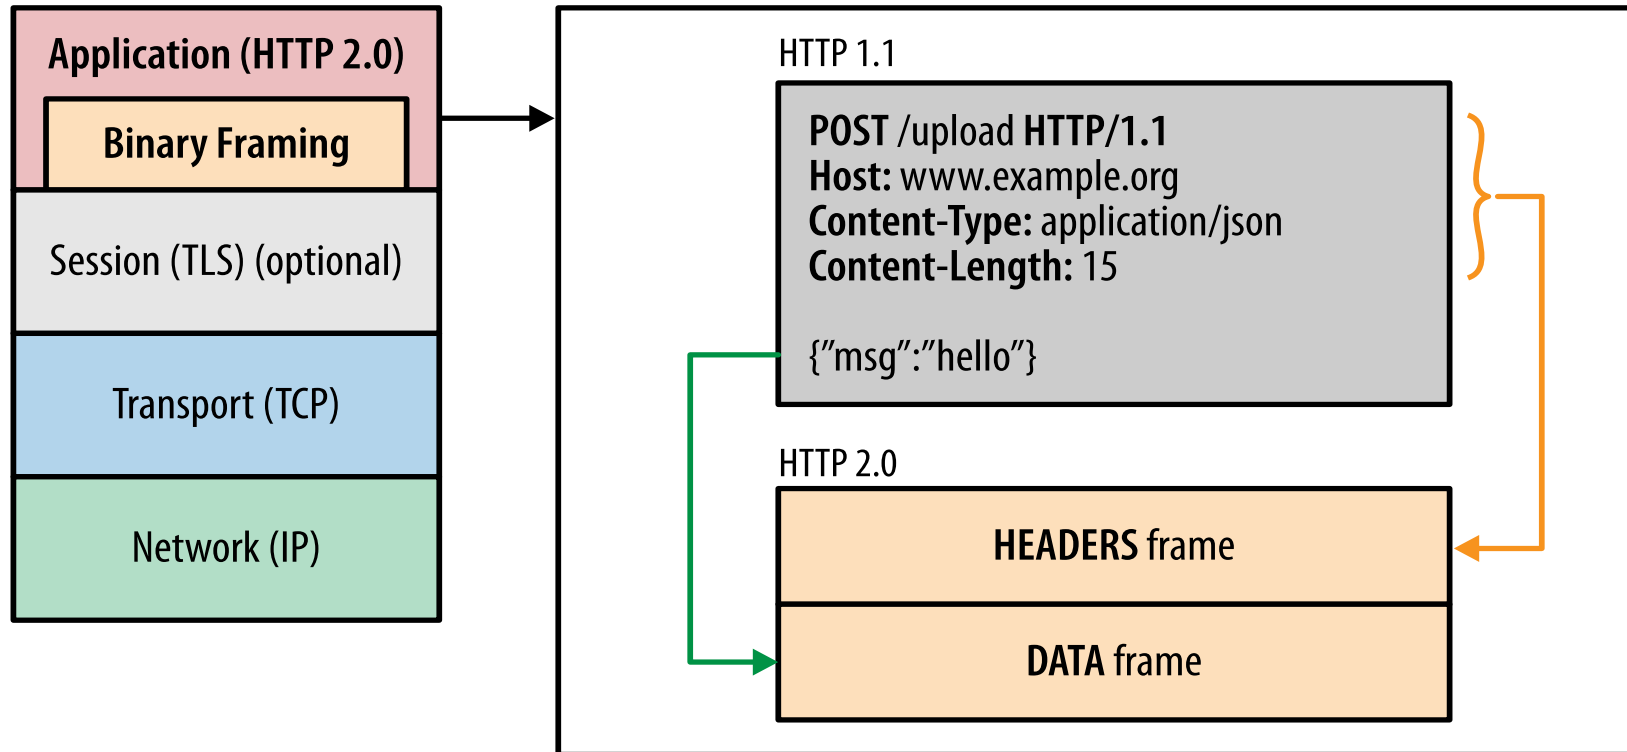 Application (HTTP 2.0)
Binary Framing
Session (TLS) (optional)
Transport (TCP)
Network (IP)
HTTP 1.1
POST /upload HTTP/1.1
Host: www.example.org
Content-Type: application/json
Content-Length: 15
{”msg”:”hello”}
HTTP 2.0
HEADERS frame
DATA frame